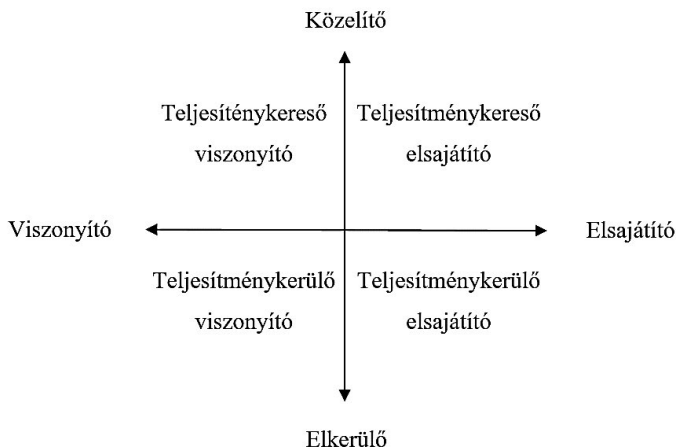 Közelítő
Teljesíténykereső Teljesítménykereső
viszonyító elsajátító
Viszonyító Elsajátító
Teljesítménykerülő Teljesítménykerülő
viszonyító elsajátító
Elkerülő